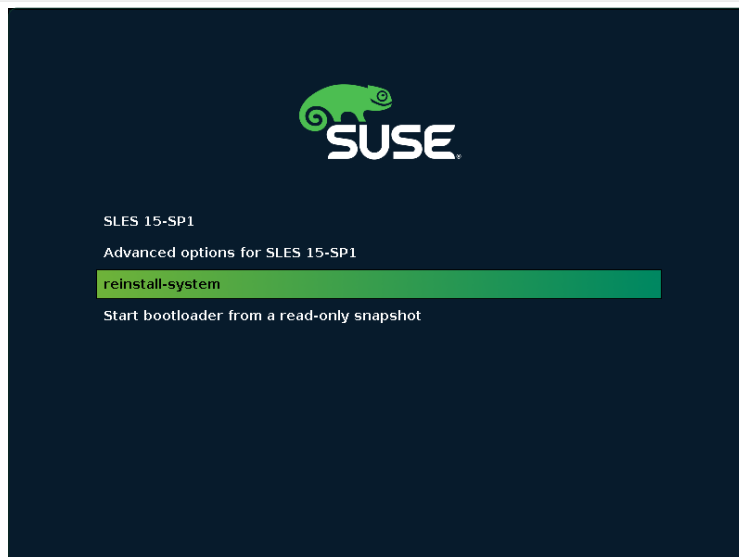 SUSE
SLES 15-SP1
Advanced options for SLES 15-SP1
reinstall-system
Start bootloader from a read-only snapshot